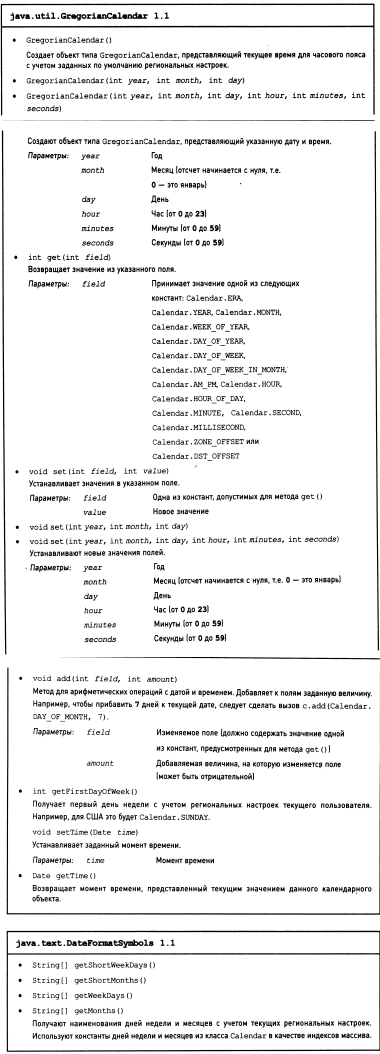 java.util.GregorianCalendar 1.1
• GregorianCalendar()
Создает объект типа GregorianCalendar, представляющий текущее время для часового пояса
с учетом заданных по умолчанию региональных настроек.
• GregorianCalendar(int year, int month, int day)
• GregorianCalendar(int year, int month, int day, int hour, int minutes, int
seconds)
Создают объект типа GregorianCalendar, представляющий указанную дату и время.
Параметры: year Год
month Месяц (отсчет начинается с нуля, т.е.
0 — это январь)
day День
hour Час (от 0 до 23)
minutes Минуты (от 0 до 59)
seconds Секунды (от 0 до 59)
• int get(int field)
Возвращает значение из указанного поля.
Параметры: field Принимает значение одной из следующих
констант: Calendar.ERA,
Calendar.YEAR, Calendar.MONTH,
Calendar.WEEK_OF_YEAR,
Calendar.DAY_OF_YEAR,
Calendar.DAY_OF_WEEK,
Calendar.DAY_OF_WEEK_IN_MONTH,
Calendar.AM_PM, Calendar.HOUR,
Calendar.HOUR_OF_DAY,
Calendar.MINUTE, Calendar.SECOND,
Calendar.MILLISECOND,
Calendar.ZONE_OFFSET или
Calendar.DST_OFFSET
• void set(int field, int value)
Устанавливает значения в указанном поле.
Параметры: field Одна из констант, допустимых для метода get()
value Новое значение
• void set(int year, int month, int day)
• void set(int year, int month, int day, int hour, int minutes, int seconds)
Устанавливают новые значения полей.
Параметры: year Год
month Месяц (отсчет начинается с нуля, т.е. 0 — это январь)
day День
hour Час (от 0 до 23)
minutes Минуты (от 0 до 59)
seconds Секунды (от 0 до 59)
• void add(int field, int amount)
Метод для арифметических операций с датой и временем. Добавляет к полям заданную величину.
Например, чтобы прибавить 7 дней к текущей дате, следует сделать вызов c.add(Calendar.
DAY_OF_MONTH, 7).
Параметры: field Изменяемое поле (должно содержать значение одной
из констант, предусмотренных для метода get())
amount Добавляемая величина, на которую изменяется поле
(может быть отрицательной)
• int getFirstDayOfWeek()
Получает первый день недели с учетом региональных настроек текущего пользователя.
Например, для США это будет Calendar.SUNDAY.
void setTime(Date time)
Устанавливает заданный момент времени.
Параметры: time Момент времени
• Date getTime()
Возвращает момент времени, представленный текущим значением данного календарного
объекта.
java.text.DateFormatSymbols 1.1
• String[] getShortWeekDays()
• String[] getShortMonths()
• String[] getWeekDays()
• String[] getMonths()
Получают наименования дней недели и месяцев с учетом текущих региональных настроек.
Используют константы дней недели и месяцев из класса Calendar в качестве индексов массива.